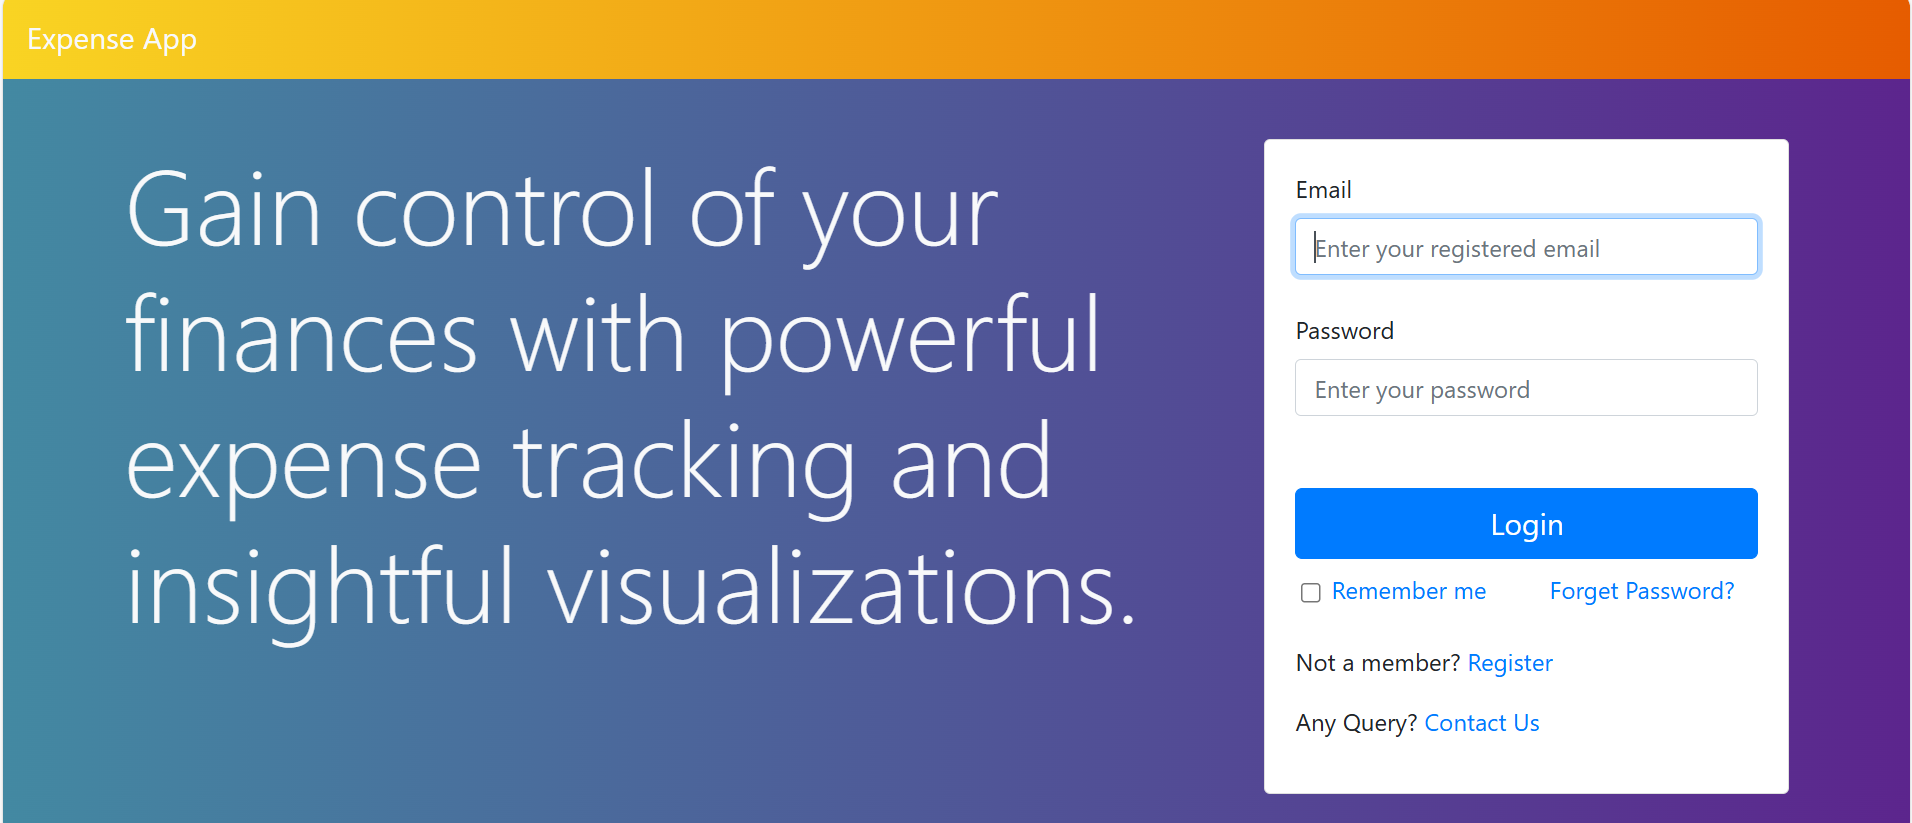 Expense App
Gain control of your
finances with powerful
expense tracking and
insightful visualizations.
Email
Enter your registered email
Password
Enter your password
Login
Remember me Forget Password?
Not a member? Register
Any Query? Contact Us